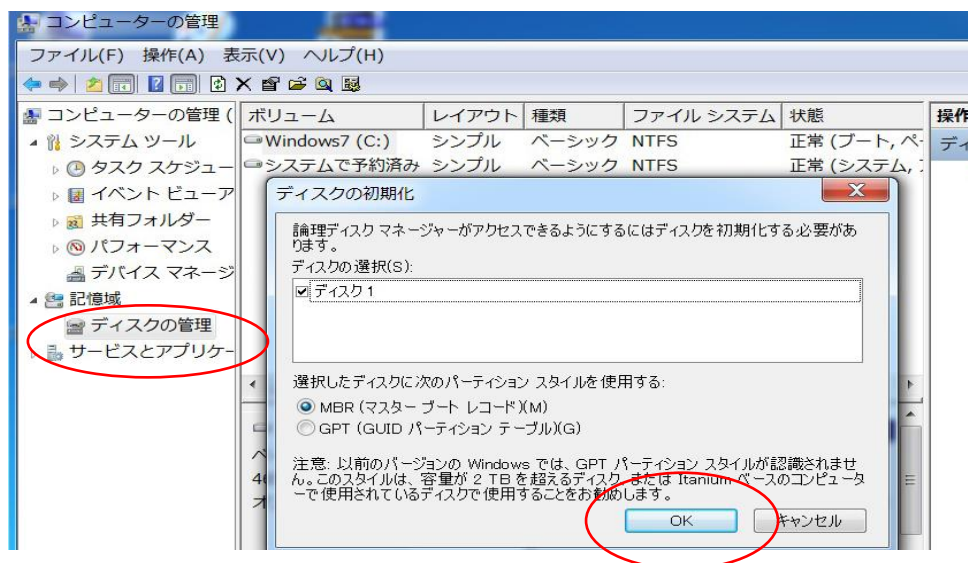 コンピューターの管理
ファイル(F) 操作(A) 表示(V) ヘルプ(H)
コンピューターの管理 (
システム ツール
タスク スケジュー
イベント ビューア
共有フォルダー
パフォーマンス
デバイス マネージ
記憶域
ディスクの管理
サービスとアプリケー
ボリューム レイアウト 種類 ファイル システム 状態
Windows7 (C:) シンプル ベーシック NTFS 正常 (ブート, ペー
システムで予約済み シンプル ベーシック NTFS 正常 (システム,
操作
ディ
ディスクの初期化
論理ディスク マネージャーがアクセスできるようにするにはディスクを初期化する必要があ
ります。
ディスクの選択(S):
ディスク 1
選択したディスクに次のパーティション スタイルを使用する:
MBR (マスター ブート レコード)(M)
GPT (GUID パーティション テーブル)(G)
注意: 以前のバージョンの Windows では、GPT パーティション スタイルが認識されませ
ん。このスタイルは、容量が 2 TB を超えるディスク、または Itanium ベースのコンピュータ
ーで使用されているディスクで使用することをお勧めします。
OK キャンセル